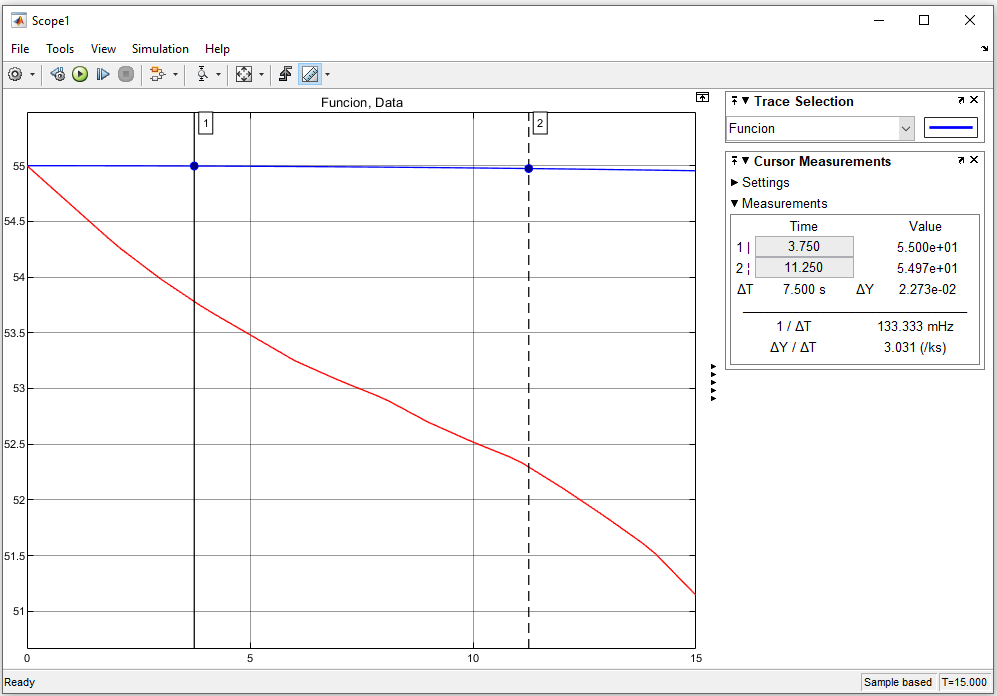 Scope1
File Tools View Simulation Help
Funcion, Data
1
2
55
54.5
54
53.5
53
52.5
52
51.5
51
0 5 10 15
Trace Selection
Funcion
Cursor Measurements
Settings
Measurements
Time Value
1 | 3.750 5.500e+01
2 ¦ 11.250 5.497e+01
ΔT 7.500 s ΔY 2.273e-02
1 / ΔT 133.333 mHz
ΔY / ΔT 3.031 (/ks)
Ready Sample based T=15.000